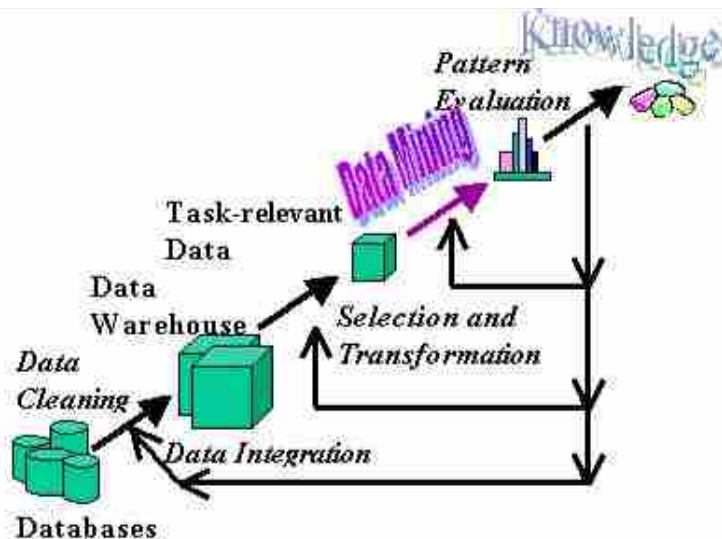 Knowledge
Pattern
Evaluation
Data Mining
Task-relevant
Data
Data
Warehouse
Selection and
Transformation
Data
Cleaning
Data Integration
Databases